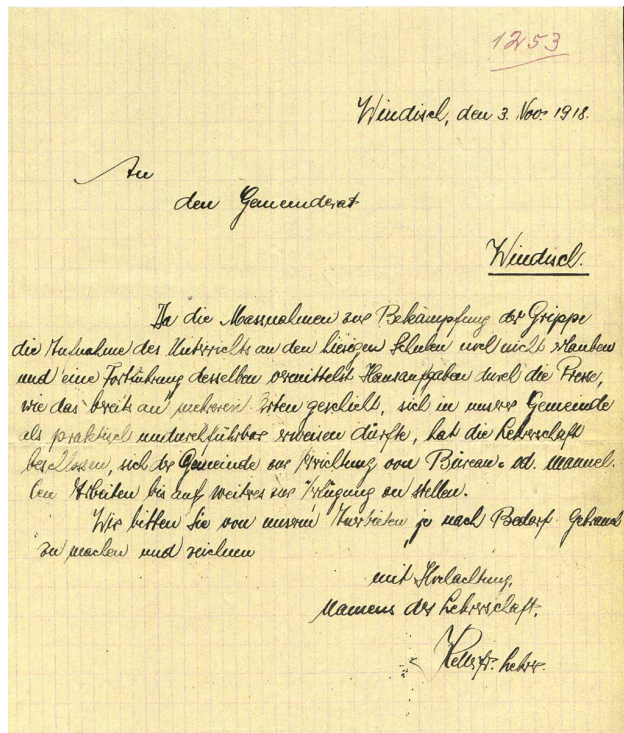 1253
Windisch, den 3. Nov. 1918.
An
den Gemeinderat
Windisch.
Da die Massnahmen zur Bekämpfung der Grippe
die Aufnahme des Unterrichts an den hiesigen Schulen noch nicht erlauben
und eine Fortführung desselben vermittelst Hausaufgaben durch die Presse,
wie das bereits an mehreren Orten geschieht, sich in unserer Gemeinde
als praktisch undurchführbar erweisen dürfte, hat die Lehrerschaft
beschlossen, sich der Gemeinde zur Verrichtung von Bureau- od. manuel-
len Arbeiten bis auf weiteres zur Verfügung zu stellen.
Wir bitten Sie von unserm Anerbieten je nach Bedarf Gebrauch
zu machen und zeichnen
mit Hochachtung,
Namens der Lehrerschaft,
Lehrer.